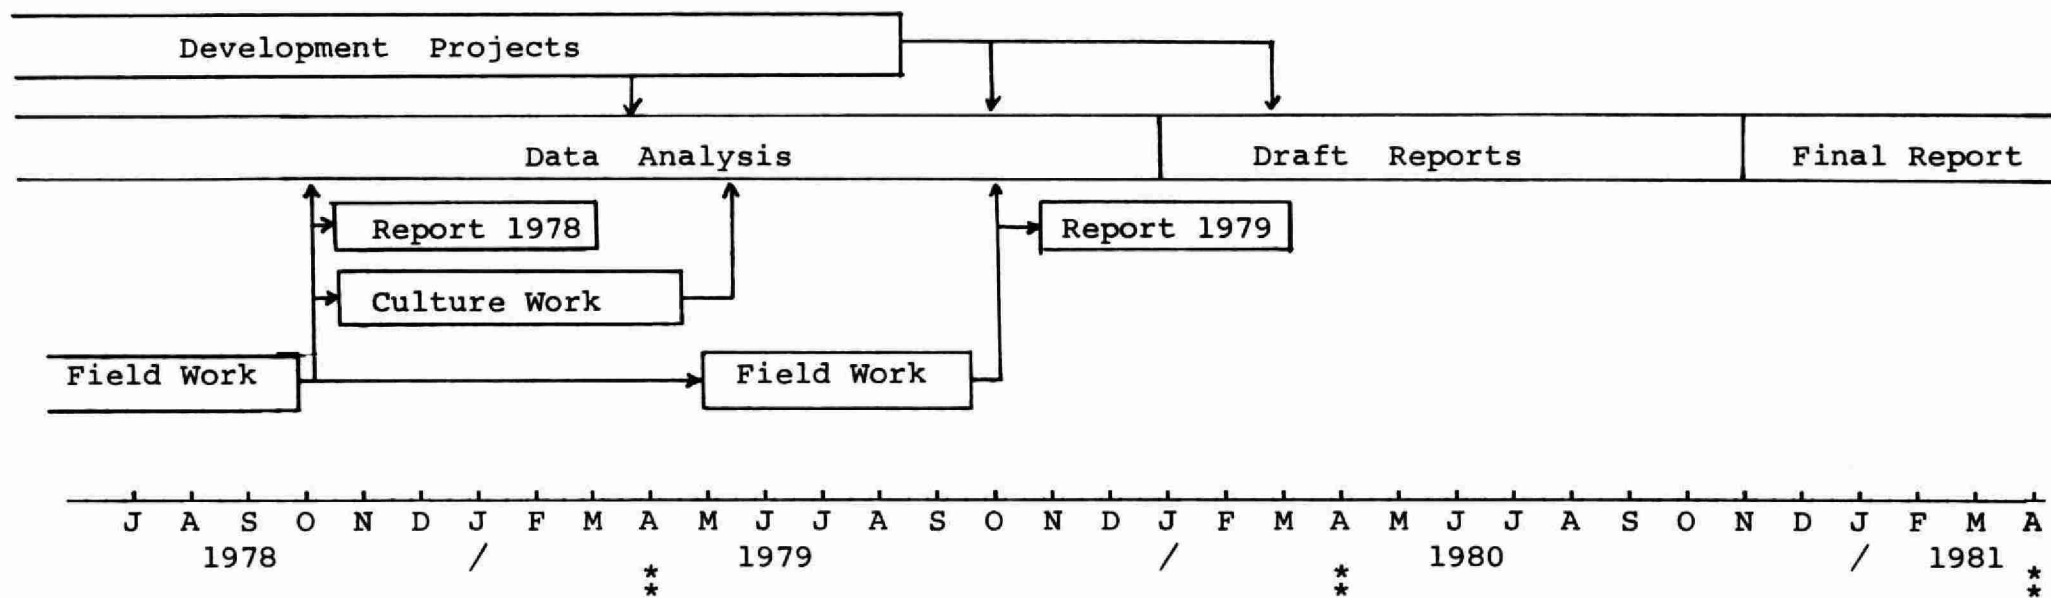 Development Projects
Data Analysis Draft Reports Final Report
Report 1978 Report 1979
Culture Work
Field Work Field Work
J A S O N D J F M A M J J A S O N D J F M A M J J A S O N D J F M A
1978 / 1979 / 1980 / 1981
* * *
* * *